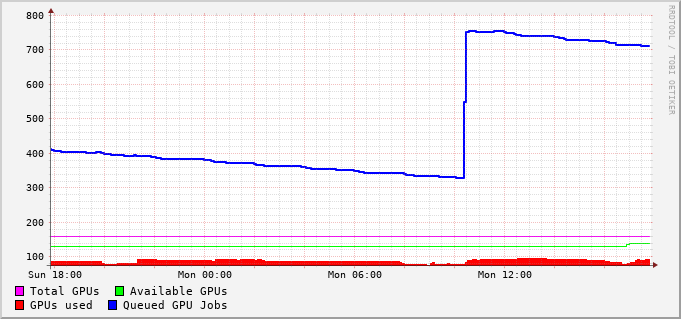 800
700
600
500
400
300
200
100
Sun 18:00 Mon 00:00 Mon 06:00 Mon 12:00
Total GPUs Available GPUs
GPUs used Queued GPU Jobs
RRDTOOL / TOBI OETIKER